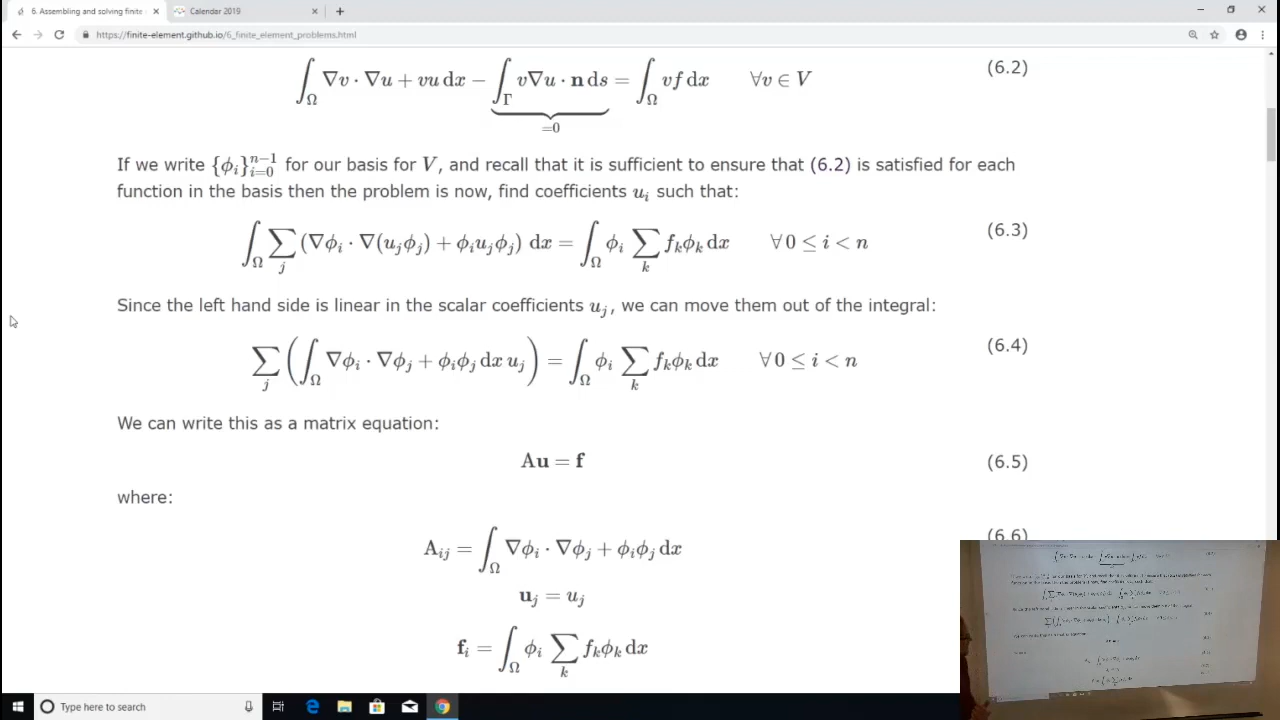 6. Assembling and solving finite
Calendar 2019
https://finite-element.github.io/6_finite_element_problems.html
∫_Ω ∇v · ∇u + vu dx − ∫_Γ v∇u · n ds = ∫_Ω vf dx ∀v ∈ V (6.2)
=0
If we write {ϕ_i}_{i=0}^{n−1} for our basis for V, and recall that it is sufficient to ensure that (6.2) is satisfied for each
function in the basis then the problem is now, find coefficients u_i such that:
∫_Ω ∑_j (∇ϕ_i · ∇(u_jϕ_j) + ϕ_iu_jϕ_j) dx = ∫_Ω ϕ_i ∑_k f_kϕ_k dx ∀ 0 ≤ i < n (6.3)
Since the left hand side is linear in the scalar coefficients u_j, we can move them out of the integral:
∑_j (∫_Ω ∇ϕ_i · ∇ϕ_j + ϕ_iϕ_j dx u_j) = ∫_Ω ϕ_i ∑_k f_kϕ_k dx ∀ 0 ≤ i < n (6.4)
We can write this as a matrix equation:
Au = f (6.5)
where:
A_{ij} = ∫_Ω ∇ϕ_i · ∇ϕ_j + ϕ_iϕ_j dx (6.6)
u_j = u_j
f_i = ∫_Ω ϕ_i ∑_k f_kϕ_k dx
Type here to search